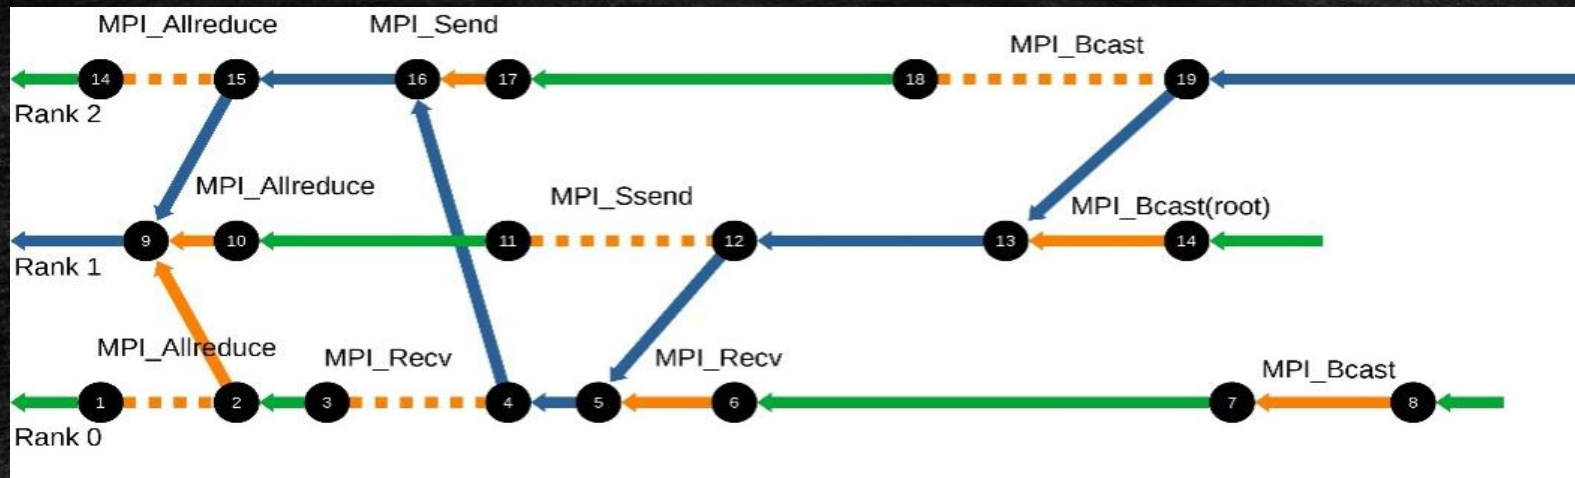 MPI_Allreduce MPI_Send MPI_Bcast
14 15 16 17 18 19
Rank 2
MPI_Allreduce MPI_Ssend MPI_Bcast(root)
9 10 11 12 13 14
Rank 1
MPI_Allreduce MPI_Recv MPI_Recv MPI_Bcast
1 2 3 4 5 6 7 8
Rank 0